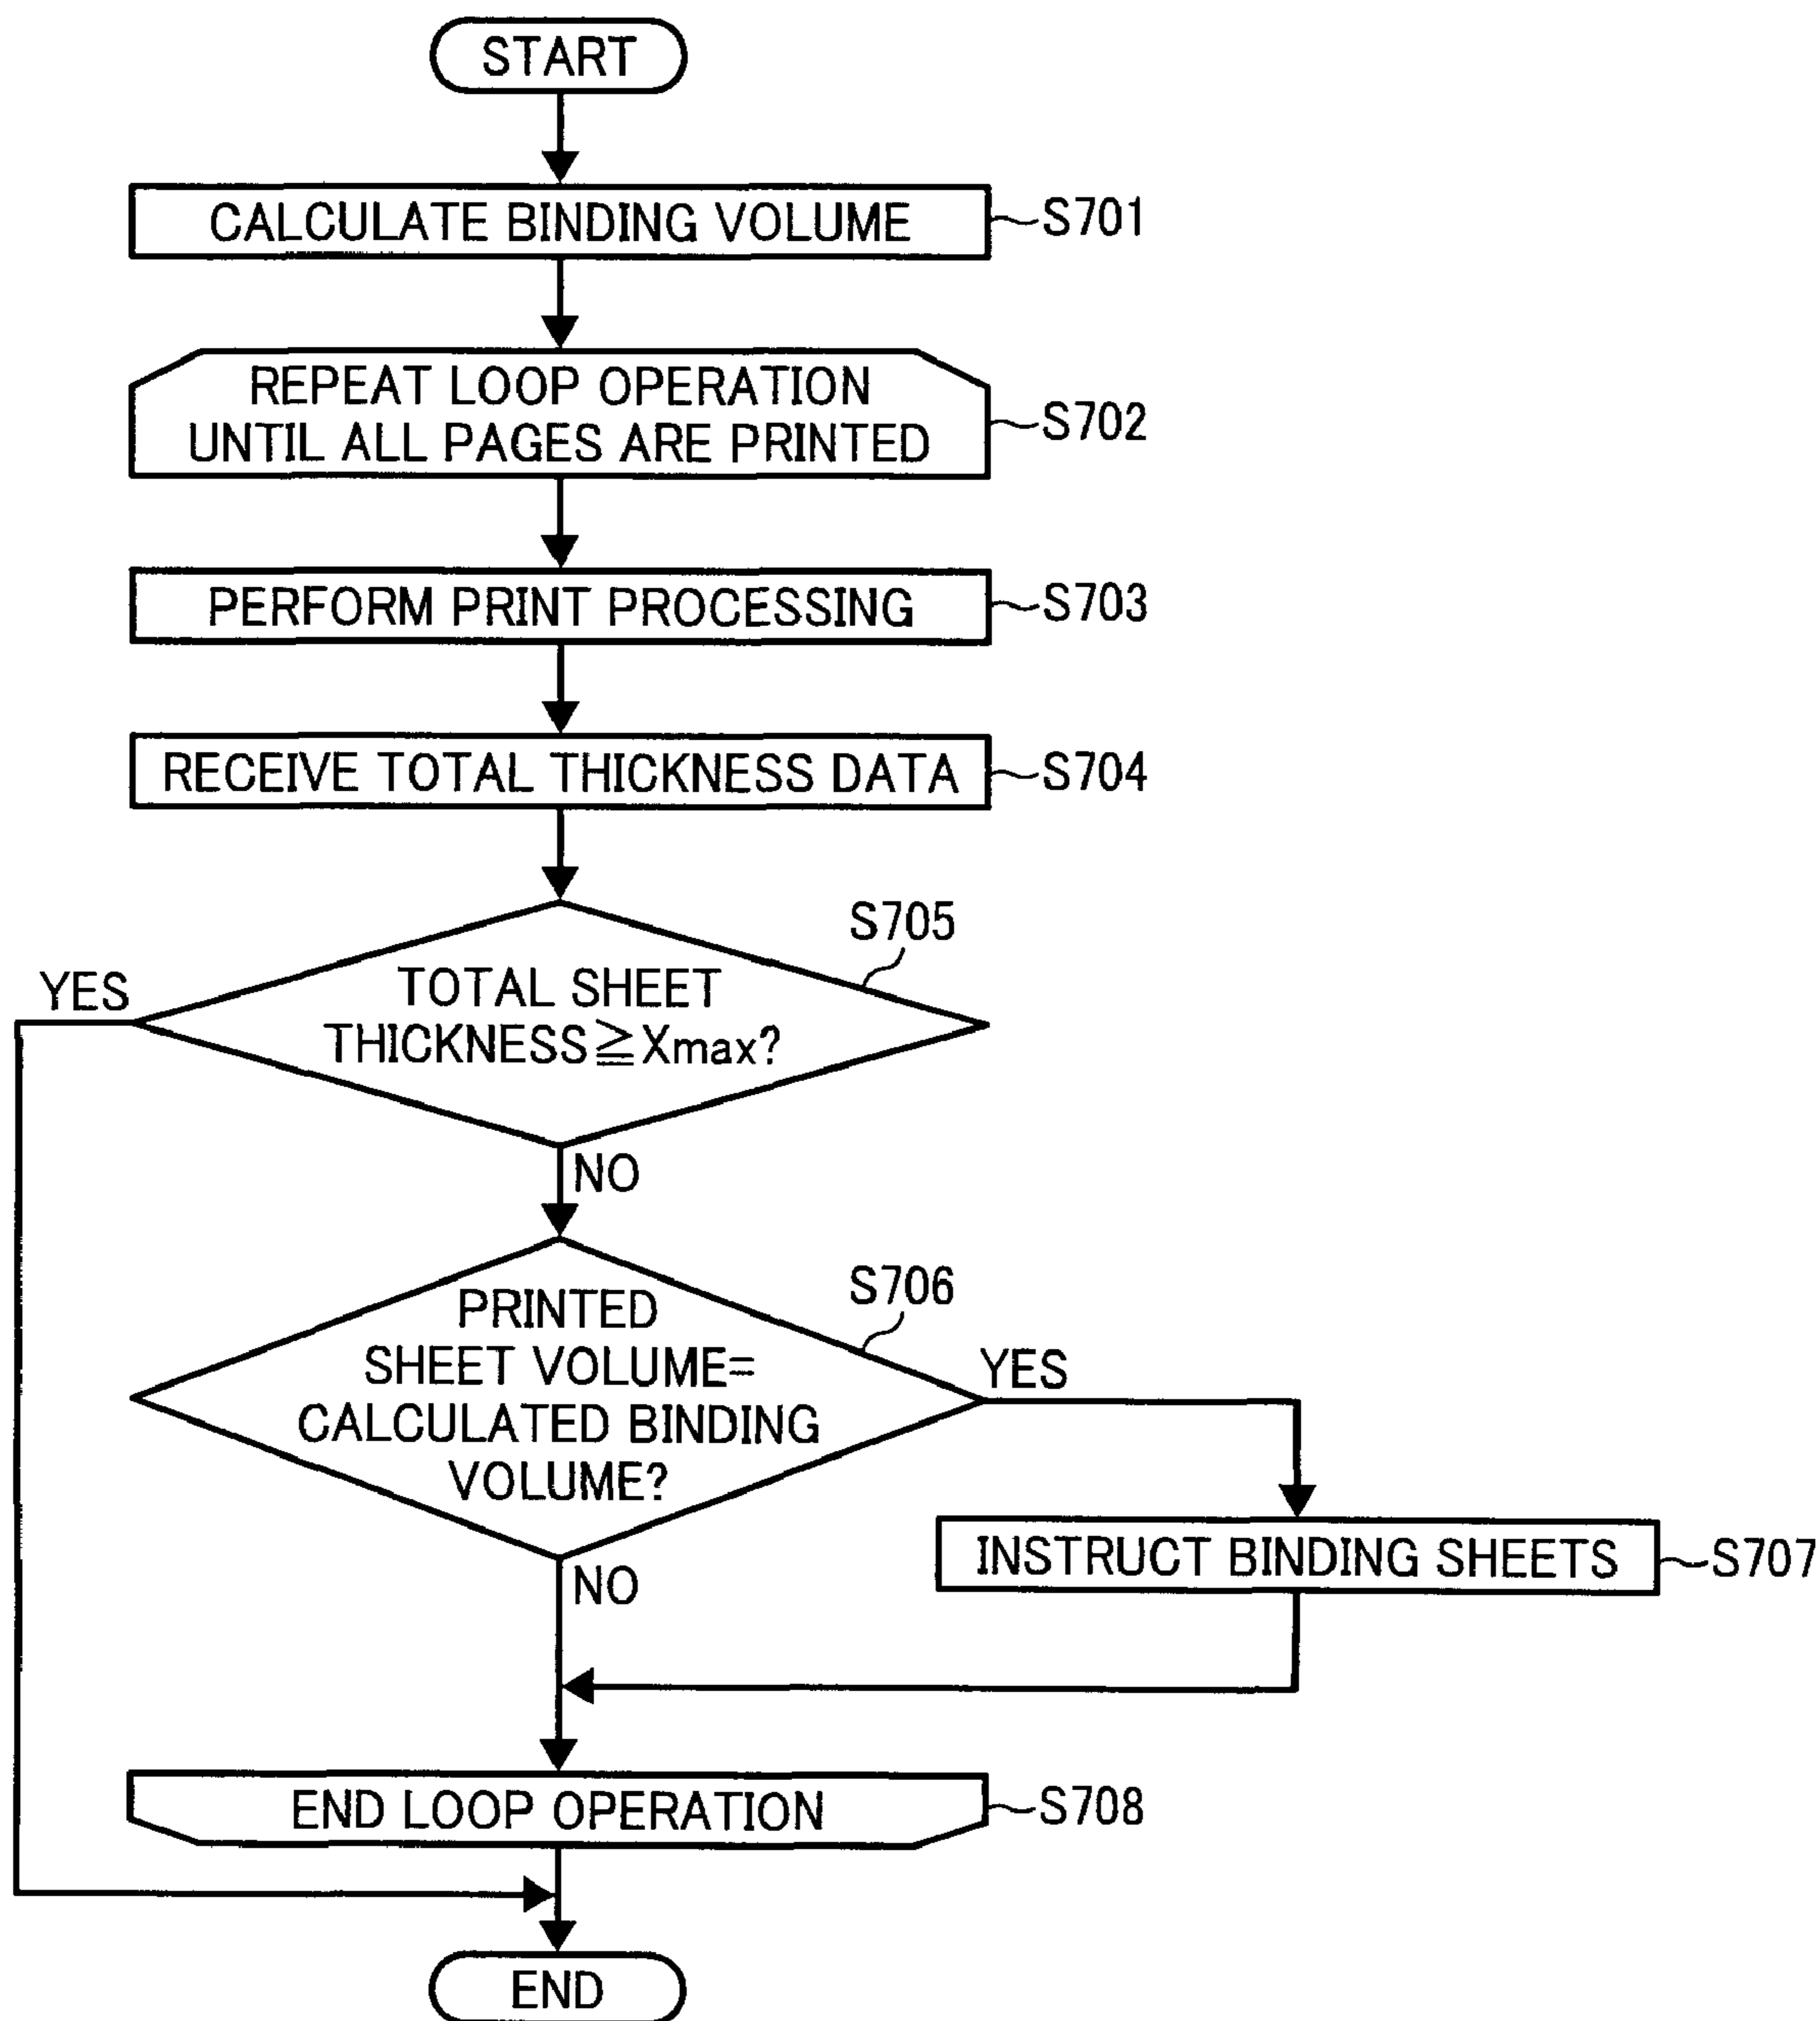 START
CALCULATE BINDING VOLUME
S701
REPEAT LOOP OPERATION
UNTIL ALL PAGES ARE PRINTED
S702
PERFORM PRINT PROCESSING
S703
RECEIVE TOTAL THICKNESS DATA
S704
S705
YES
TOTAL SHEET
THICKNESS≧Xmax?
NO
S706
PRINTED
SHEET VOLUME=
CALCULATED BINDING
VOLUME?
YES
INSTRUCT BINDING SHEETS
S707
NO
END LOOP OPERATION
S708
END